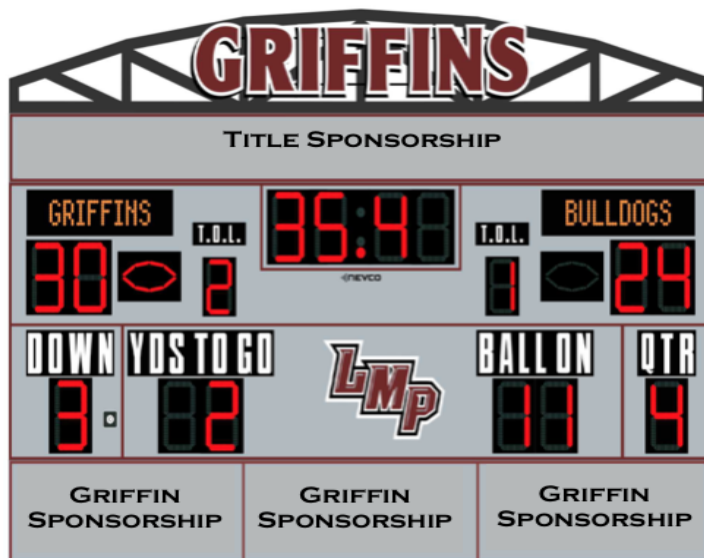 GRIFFINS
TITLE SPONSORSHIP
GRIFFINS
35.4
BULLDOGS
T.O.L.
T.O.L.
30
2
NEVCO
1
24
DOWN
YDS TO GO
BALL ON
QTR
LMP
3
2
11
4
GRIFFIN
SPONSORSHIP
GRIFFIN
SPONSORSHIP
GRIFFIN
SPONSORSHIP